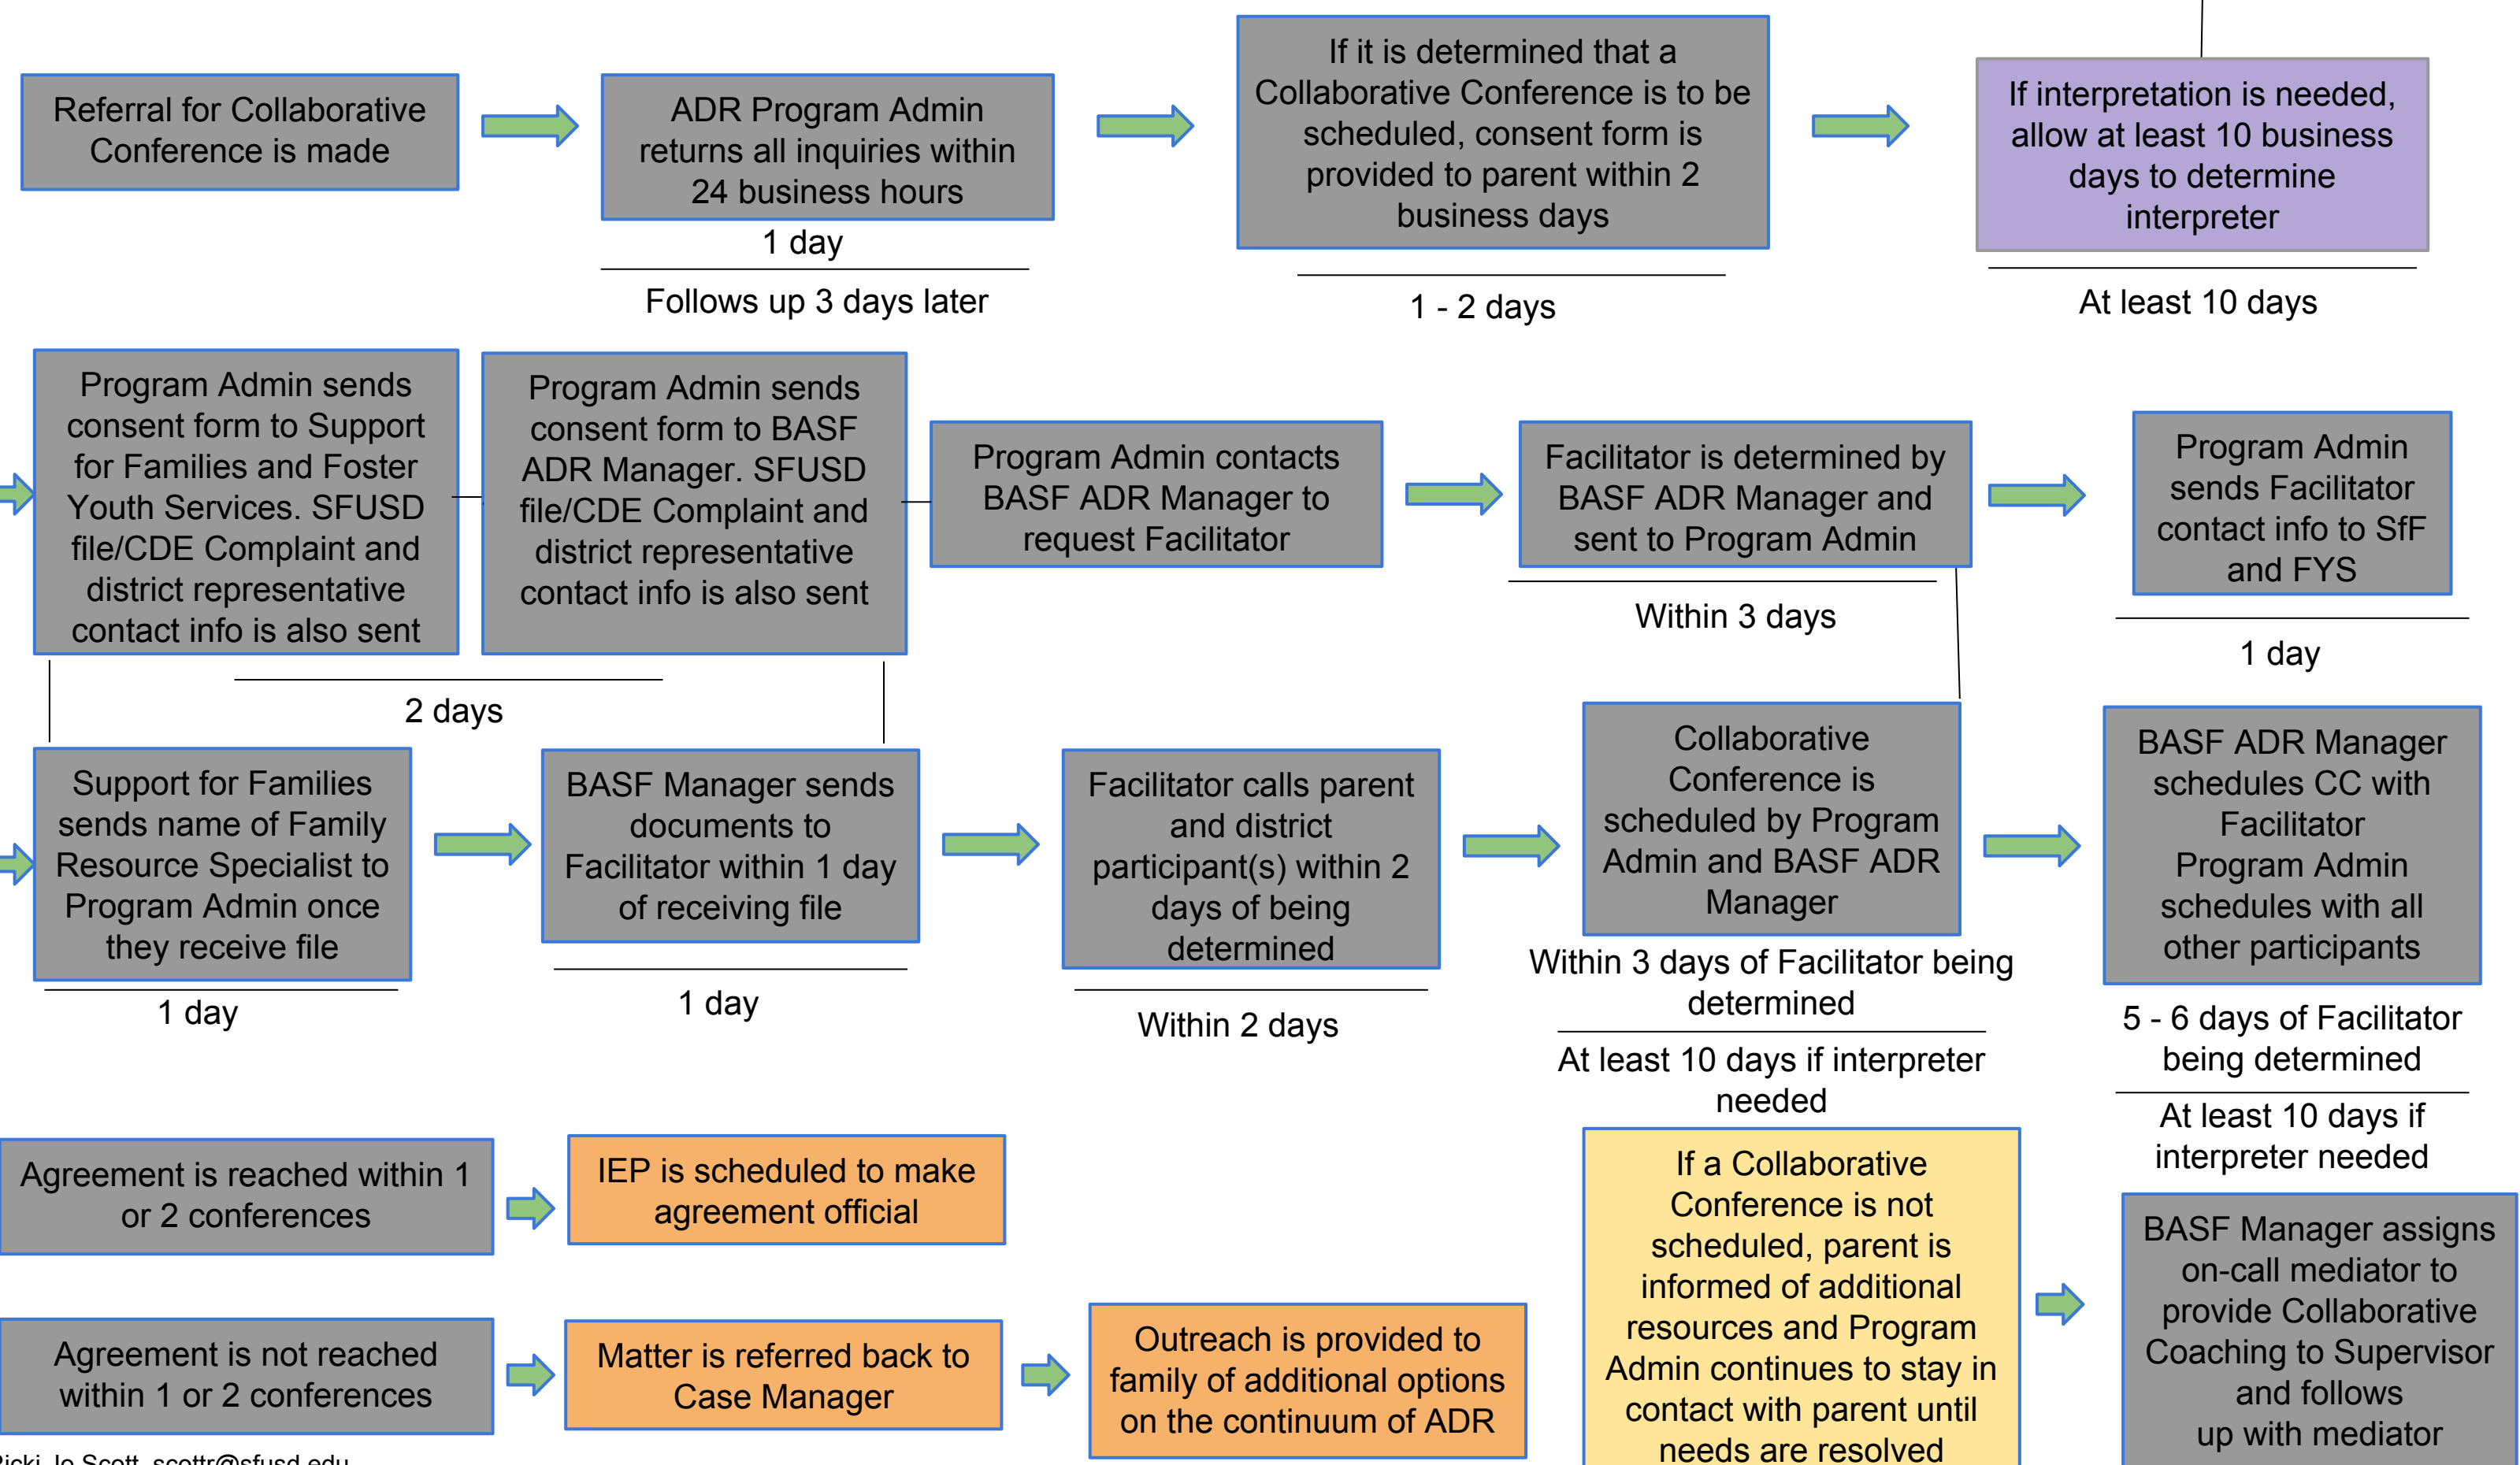 Referral for Collaborative
Conference is made
ADR Program Admin
returns all inquiries within
24 business hours
1 day
Follows up 3 days later
If it is determined that a
Collaborative Conference is to be
scheduled, consent form is
provided to parent within 2
business days
1 - 2 days
If interpretation is needed,
allow at least 10 business
days to determine
interpreter
At least 10 days
Program Admin sends
consent form to Support
for Families and Foster
Youth Services. SFUSD
file/CDE Complaint and
district representative
contact info is also sent
Program Admin sends
consent form to BASF
ADR Manager. SFUSD
file/CDE Complaint and
district representative
contact info is also sent
2 days
Program Admin contacts
BASF ADR Manager to
request Facilitator
Facilitator is determined by
BASF ADR Manager and
sent to Program Admin
Within 3 days
Program Admin
sends Facilitator
contact info to SfF
and FYS
1 day
Support for Families
sends name of Family
Resource Specialist to
Program Admin once
they receive file
1 day
BASF Manager sends
documents to
Facilitator within 1 day
of receiving file
1 day
Facilitator calls parent
and district
participant(s) within 2
days of being
determined
Within 2 days
Collaborative
Conference is
scheduled by Program
Admin and BASF ADR
Manager
Within 3 days of Facilitator being
determined
At least 10 days if interpreter
needed
BASF ADR Manager
schedules CC with
Facilitator
Program Admin
schedules with all
other participants
5 - 6 days of Facilitator
being determined
At least 10 days if
interpreter needed
Agreement is reached within 1
or 2 conferences
IEP is scheduled to make
agreement official
Agreement is not reached
within 1 or 2 conferences
Matter is referred back to
Case Manager
Outreach is provided to
family of additional options
on the continuum of ADR
If a Collaborative
Conference is not
scheduled, parent is
informed of additional
resources and Program
Admin continues to stay in
contact with parent until
needs are resolved
BASF Manager assigns
on-call mediator to
provide Collaborative
Coaching to Supervisor
and follows
up with mediator
Scott, scottr@sfusd.edu